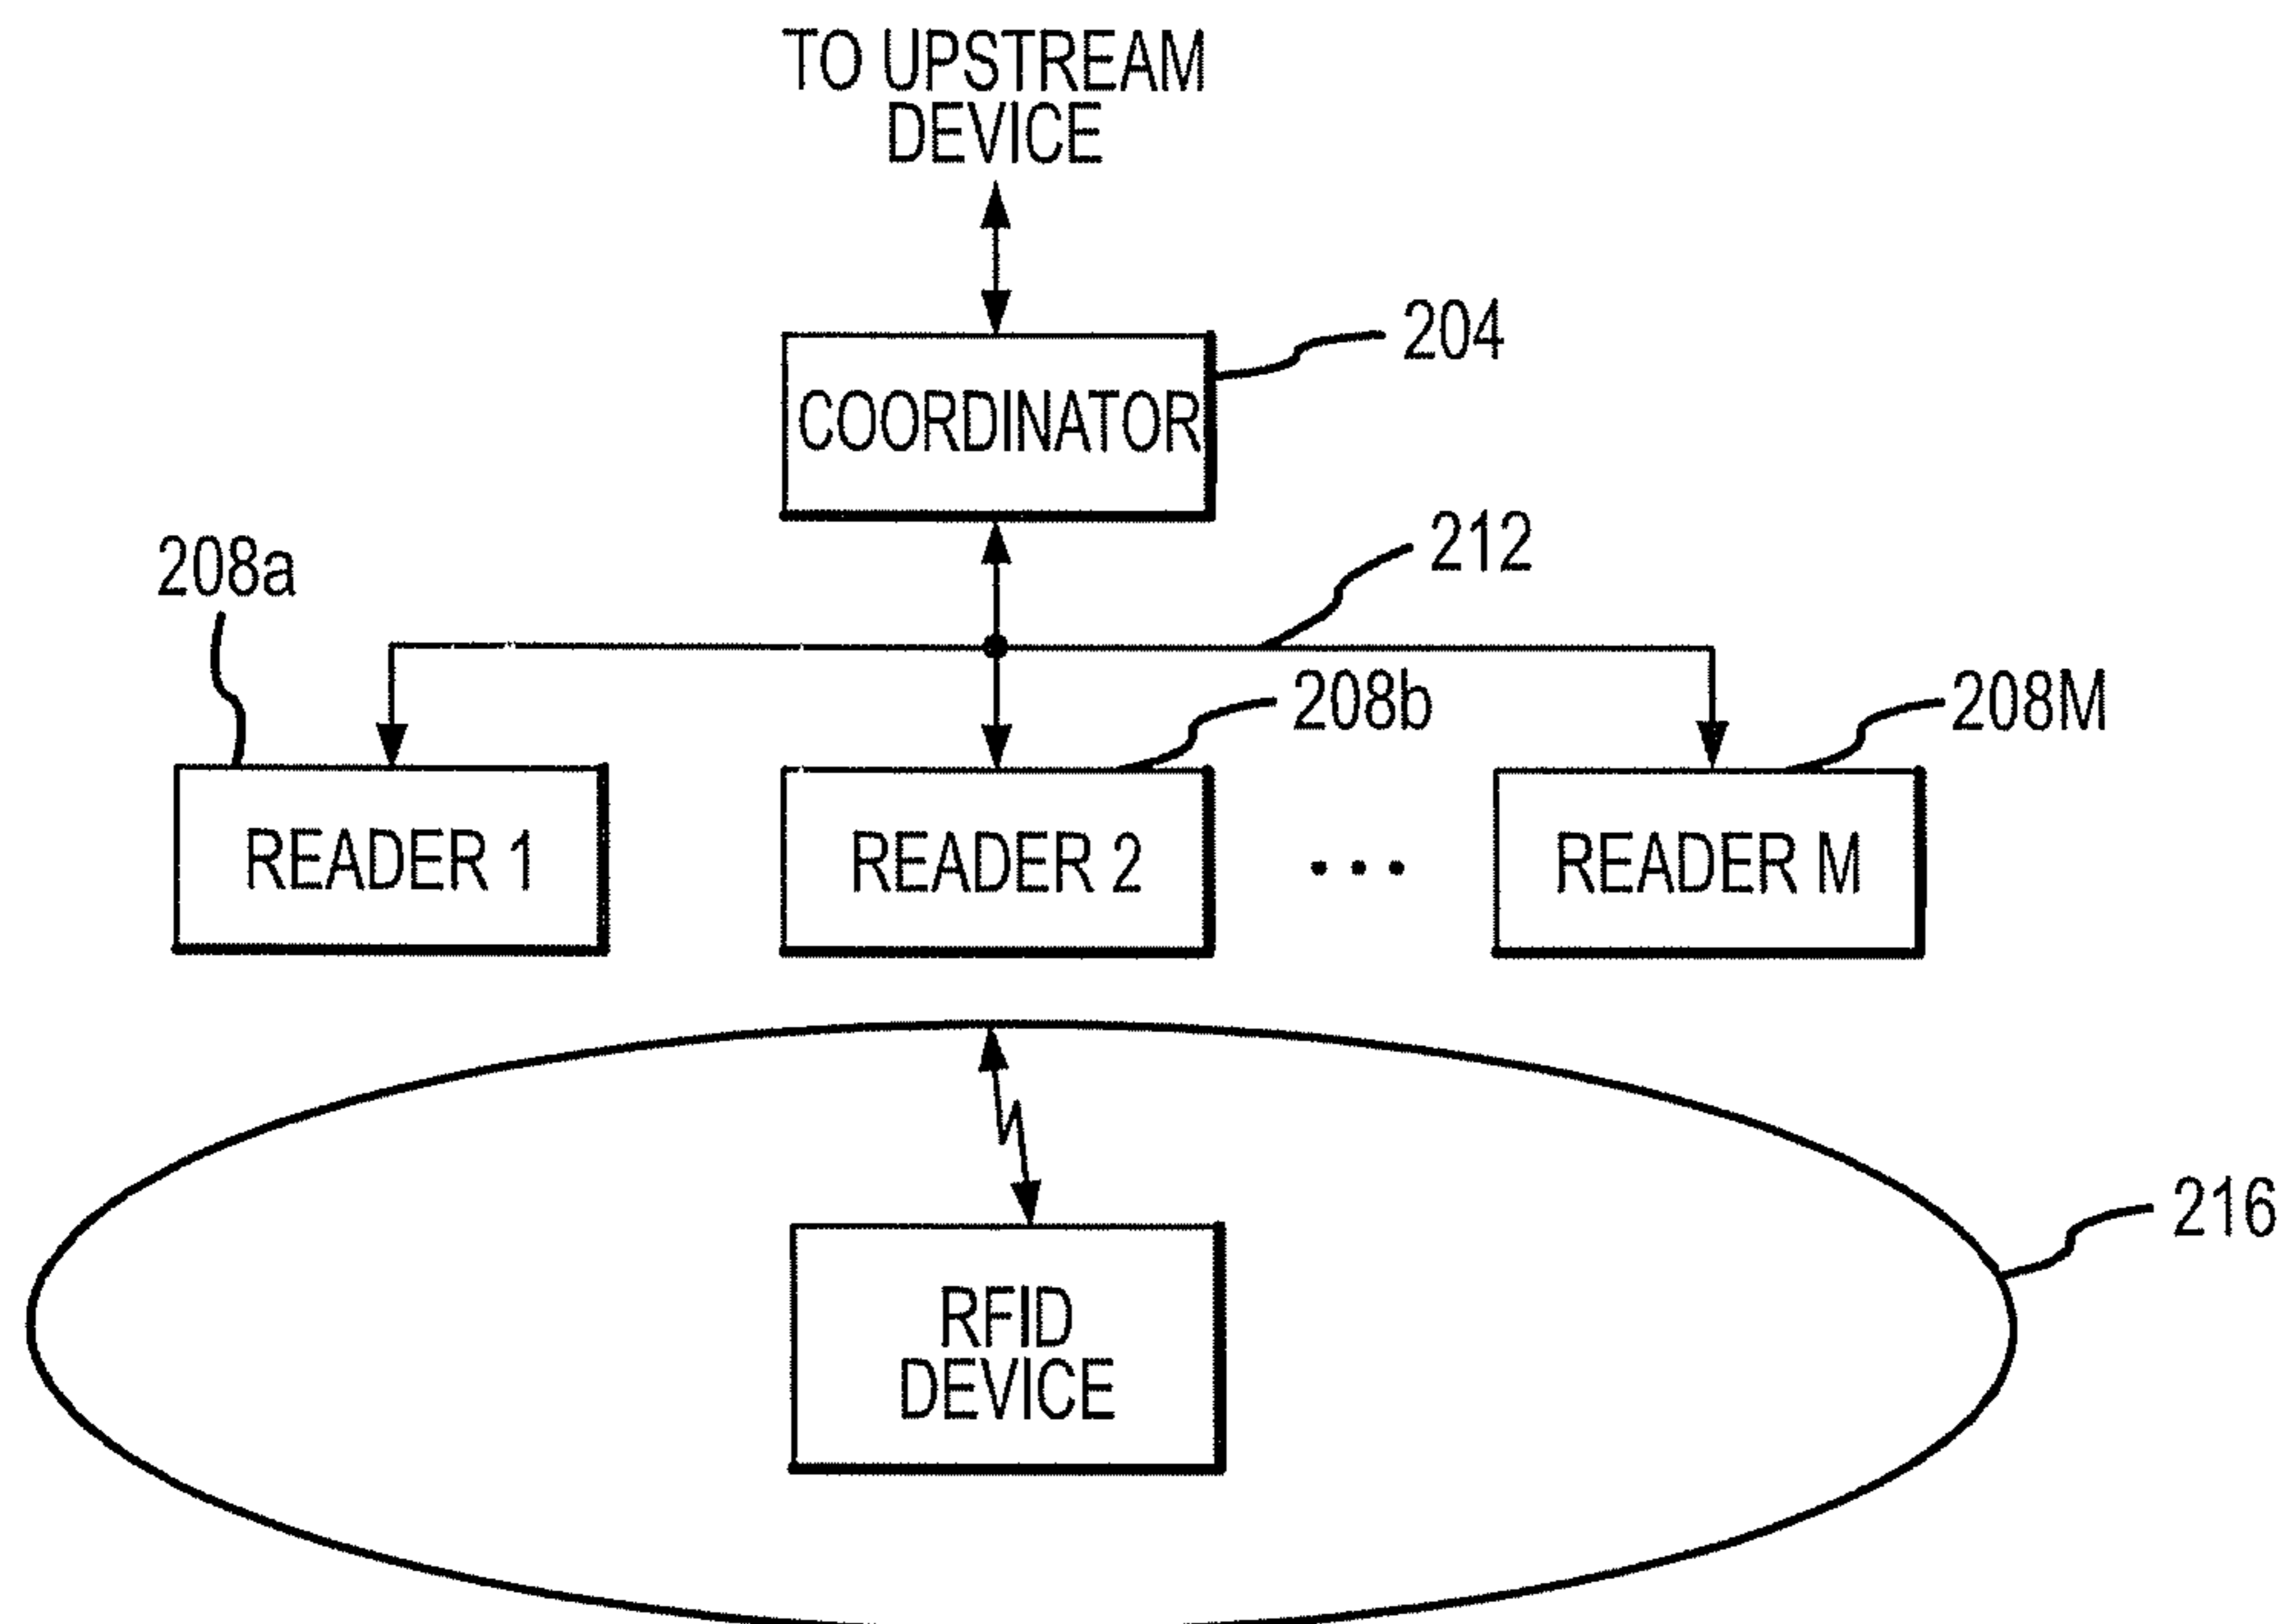 TO UPSTREAM
DEVICE
204
COORDINATOR
212
208a
208b
208M
READER 1
READER 2
...
READER M
216
RFID
DEVICE